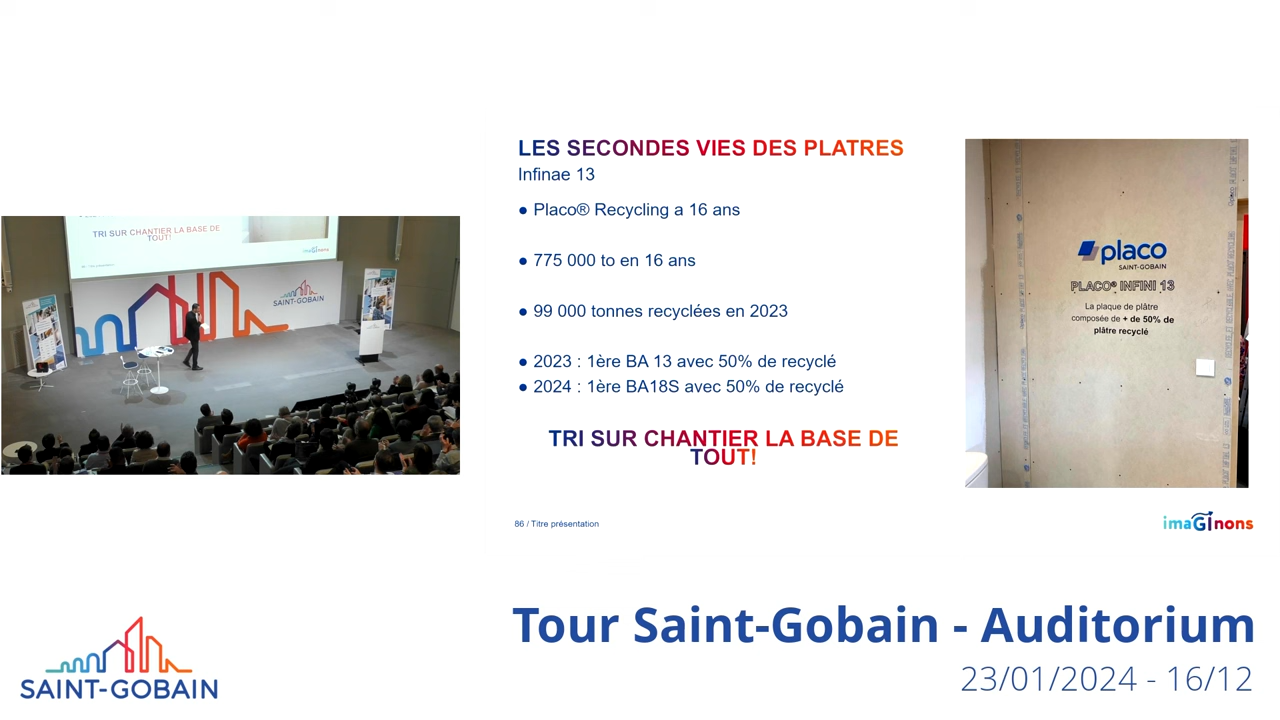 LES SECONDES VIES DES PLATRES
Infinae 13
● Placo® Recycling a 16 ans
● 775 000 to en 16 ans
● 99 000 tonnes recyclées en 2023
● 2023 : 1ère BA 13 avec 50% de recyclé
● 2024 : 1ère BA18S avec 50% de recyclé
TRI SUR CHANTIER LA BASE DE
TOUT!
86 / Titre présentation
imaGInons
placo
SAINT-GOBAIN
PLACO® INFINI 13
La plaque de plâtre
composée de + de 50% de
plâtre recyclé
TRI SUR CHANTIER LA BASE DE
TOUT!
imaGInons
SAINT-GOBAIN
SAINT-GOBAIN
Tour Saint-Gobain - Auditorium
23/01/2024 - 16/12